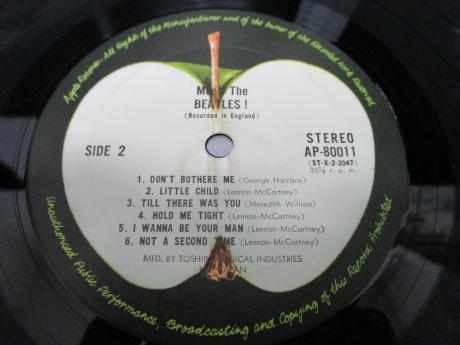 Apple Records · All Rights of the Manufacturer and of the Owner of the Recorded Work Reserved
Meet The
BEATLES!
(Recorded in England)
STEREO
SIDE 2
AP-80011
(ST-X-2-2047)
33⅓ r. p. m.
1. DON'T BOTHERE ME (George Harrison)
2. LITTLE CHILD (Lennon-McCartney)
3. TILL THERE WAS YOU (Meredith Willson)
4. HOLD ME TIGHT (Lennon-McCartney)
5. I WANNA BE YOUR MAN (Lennon-McCartney)
6. NOT A SECOND TIME (Lennon-McCartney)
MFD. BY TOSHIBA MUSICAL INDUSTRIES
Unauthorised Public Performance, Broadcasting and Copying of this Record Prohibited